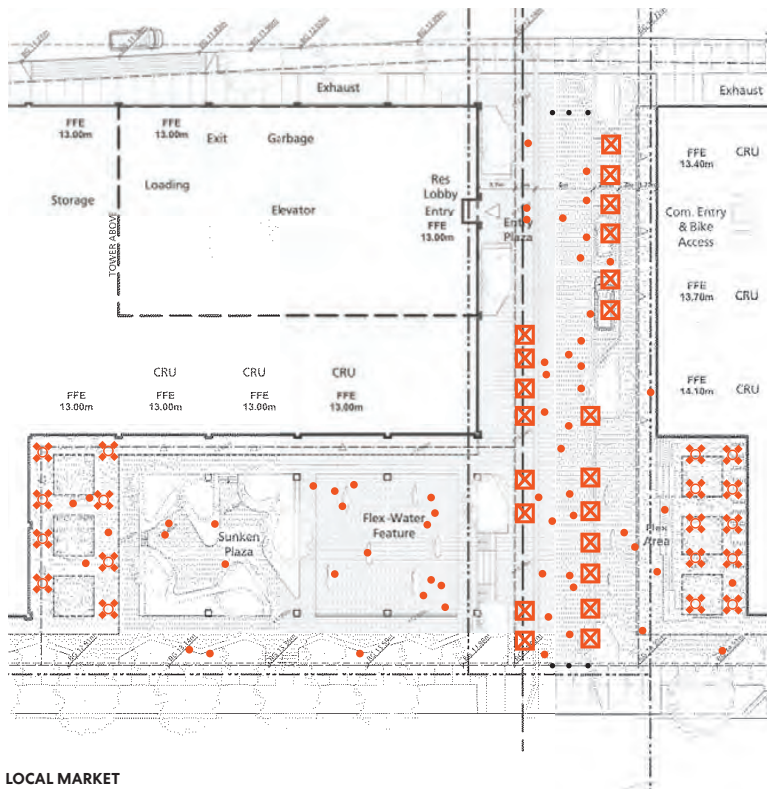 Exhaust
Exhaust
FFE
13.00m
FFE
13.00m
Exit
Garbage
Res
Lobby
Entry
FFE
13.00m
FFE
13.40m
CRU
Storage
Loading
Elevator
Entry
Plaza
Com. Entry
& Bike
Access
TOWER ABOVE
FFE
13.70m
CRU
CRU
CRU
CRU
FFE
14.10m
CRU
FFE
13.00m
FFE
13.00m
FFE
13.00m
FFE
13.00m
Sunken
Plaza
Flex -Water
Feature
Flex
Area
LOCAL MARKET